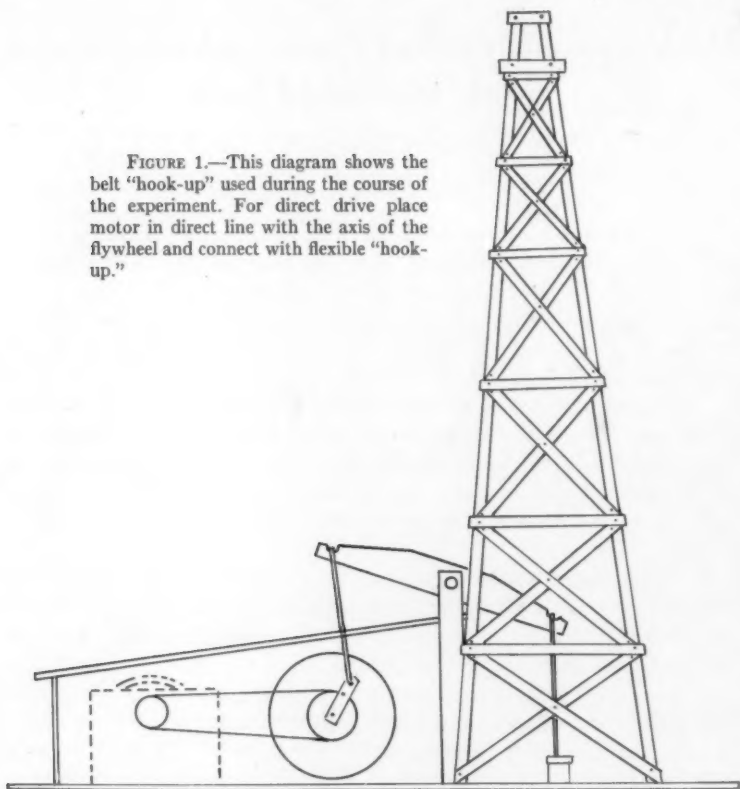 FIGURE 1.—This diagram shows the
belt “hook-up” used during the course of
the experiment. For direct drive place
motor in direct line with the axis of the
flywheel and connect with flexible “hook-
up.”